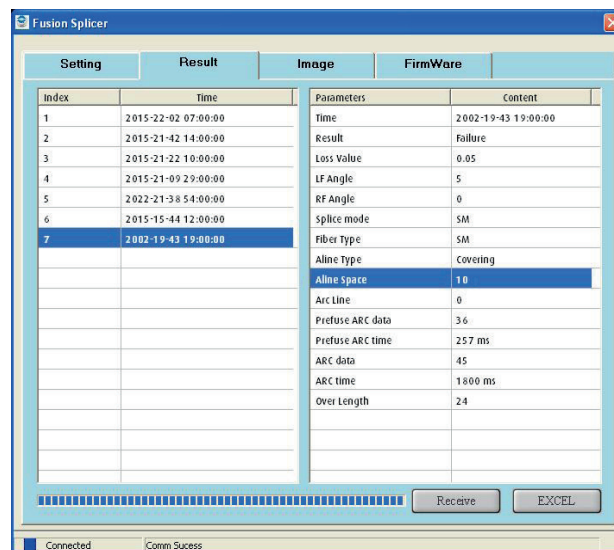 Fusion Splicer
Setting Result Image FirmWare
Index Time
1 2015-22-02 07:00:00
2 2015-21-42 14:00:00
3 2015-21-22 10:00:00
4 2015-21-09 29:00:00
5 2022-21-38 54:00:00
6 2015-15-44 12:00:00
7 2002-19-43 19:00:00
Parameters Content
Time 2002-19-43 19:00:00
Result Failure
Loss Value 0.05
LF Angle 5
RF Angle 0
Splice mode SM
Fiber Type SM
Aline Type Covering
Aline Space 10
Arc Line 0
Prefuse ARC data 36
Prefuse ARC time 257 ms
ARC data 45
ARC time 1800 ms
Over Length 24
Receive EXCEL
Connected Comm Sucess